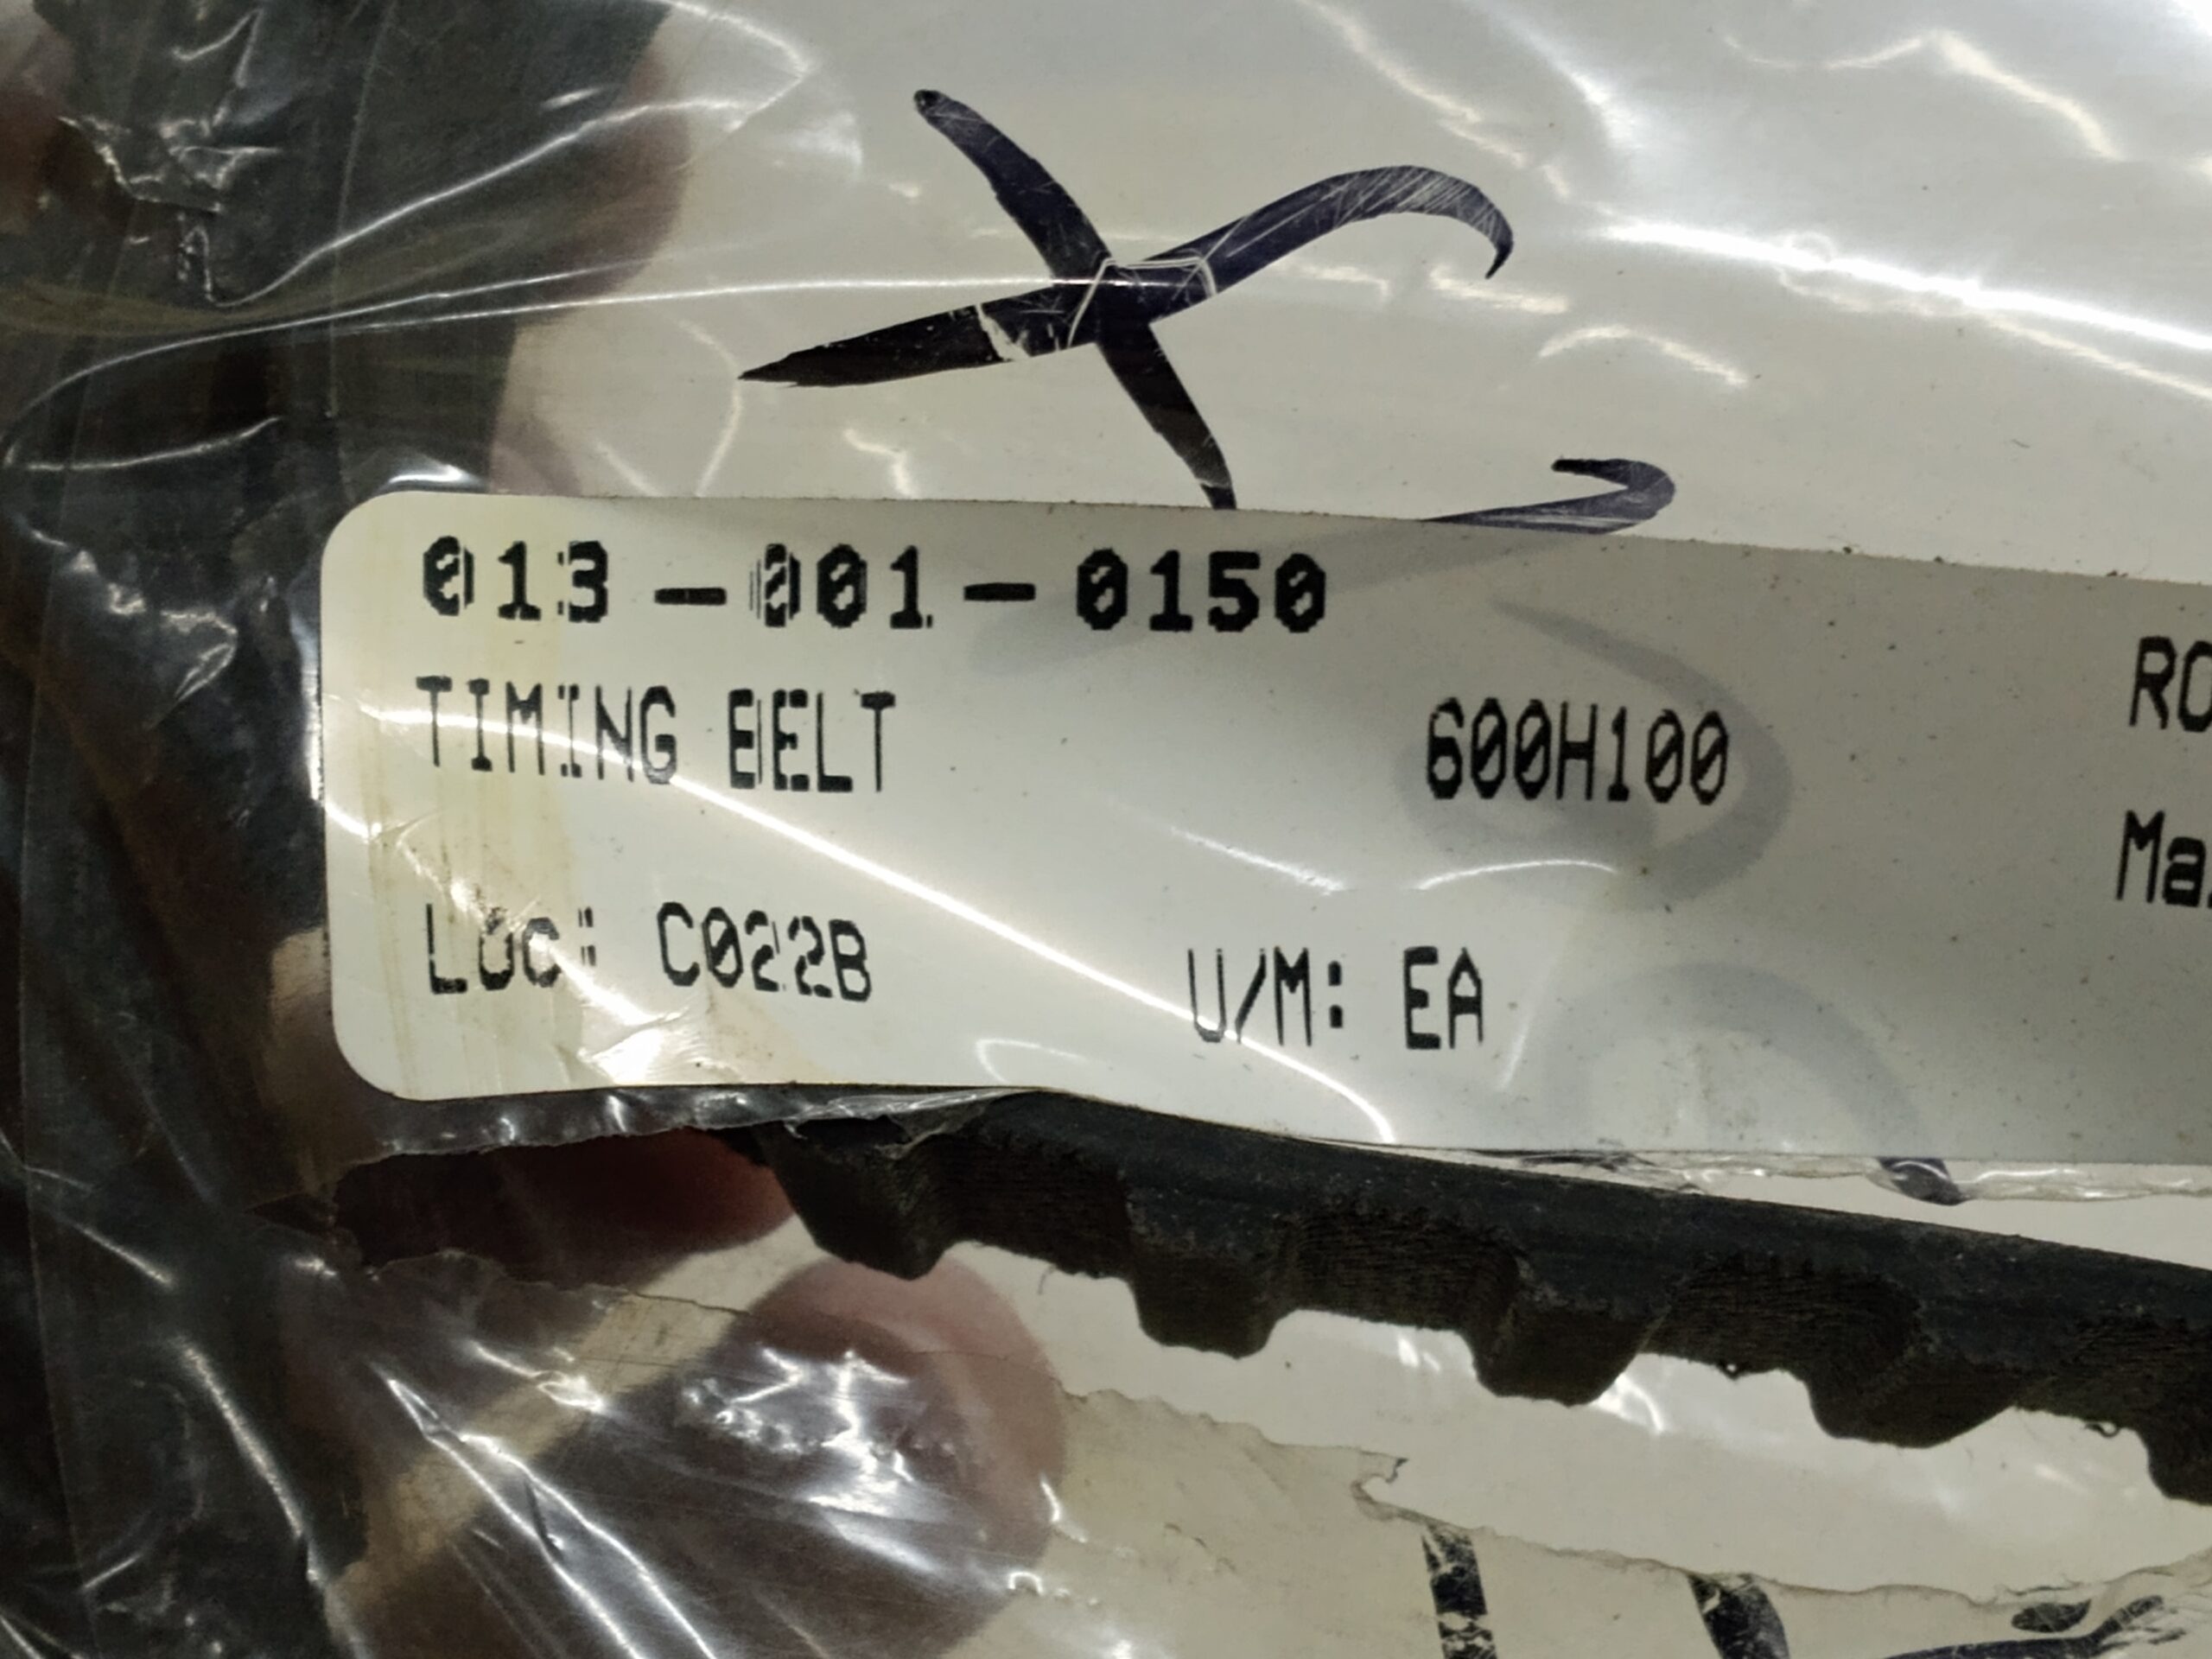 013-001-0150
TIMING BELT 600H100
Loc: C022B U/M: EA